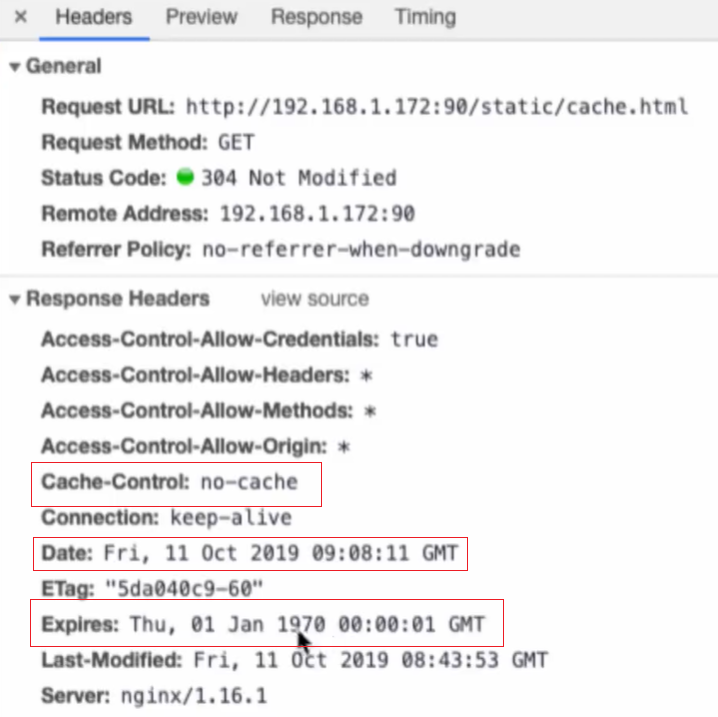 × Headers Preview Response Timing
▼ General
Request URL: http://192.168.1.172:90/static/cache.html
Request Method: GET
Status Code: 304 Not Modified
Remote Address: 192.168.1.172:90
Referrer Policy: no-referrer-when-downgrade
▼ Response Headers view source
Access-Control-Allow-Credentials: true
Access-Control-Allow-Headers: *
Access-Control-Allow-Methods: *
Access-Control-Allow-Origin: *
Cache-Control: no-cache
Connection: keep-alive
Date: Fri, 11 Oct 2019 09:08:11 GMT
ETag: "5da040c9-60"
Expires: Thu, 01 Jan 1970 00:00:01 GMT
Last-Modified: Fri, 11 Oct 2019 08:43:53 GMT
Server: nginx/1.16.1